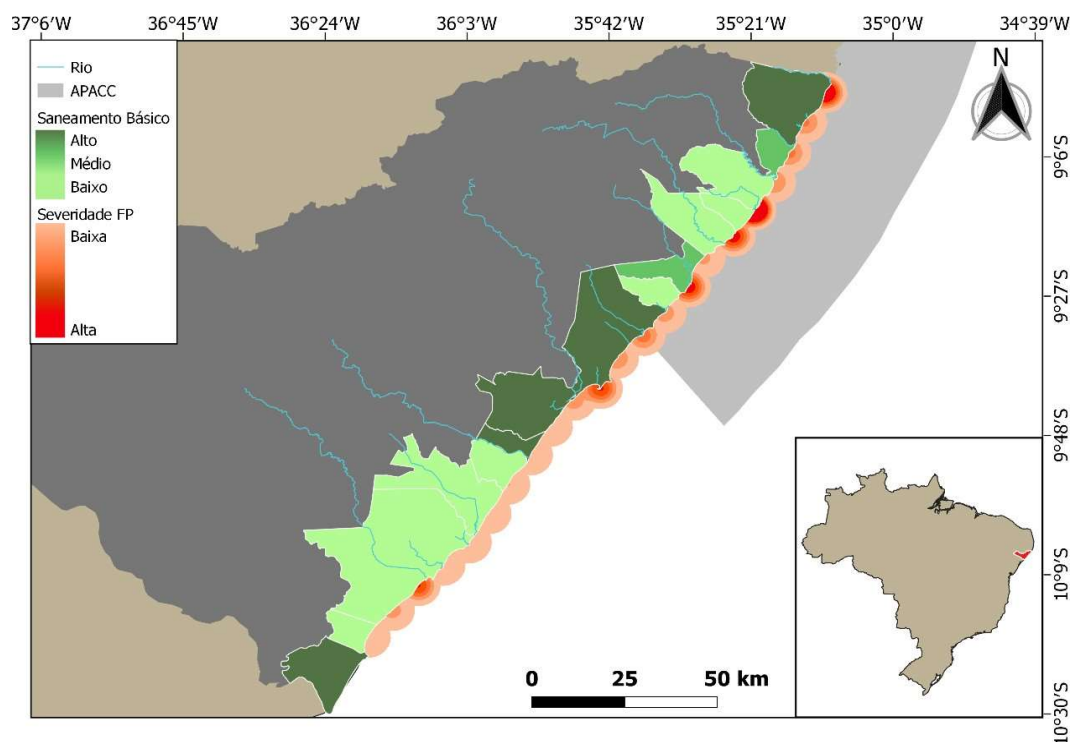 37°6'W 36°45'W 36°24'W 36°3'W 35°42'W 35°21'W 35°0'W 34°39'W
Rio
APACC
Saneamento Básico
Alto
Médio
Baixo
Severidade FP
Baixa
Alta
N
9°6'S
9°27'S
9°48'S
10°9'S
10°30'S
0 25 50 km